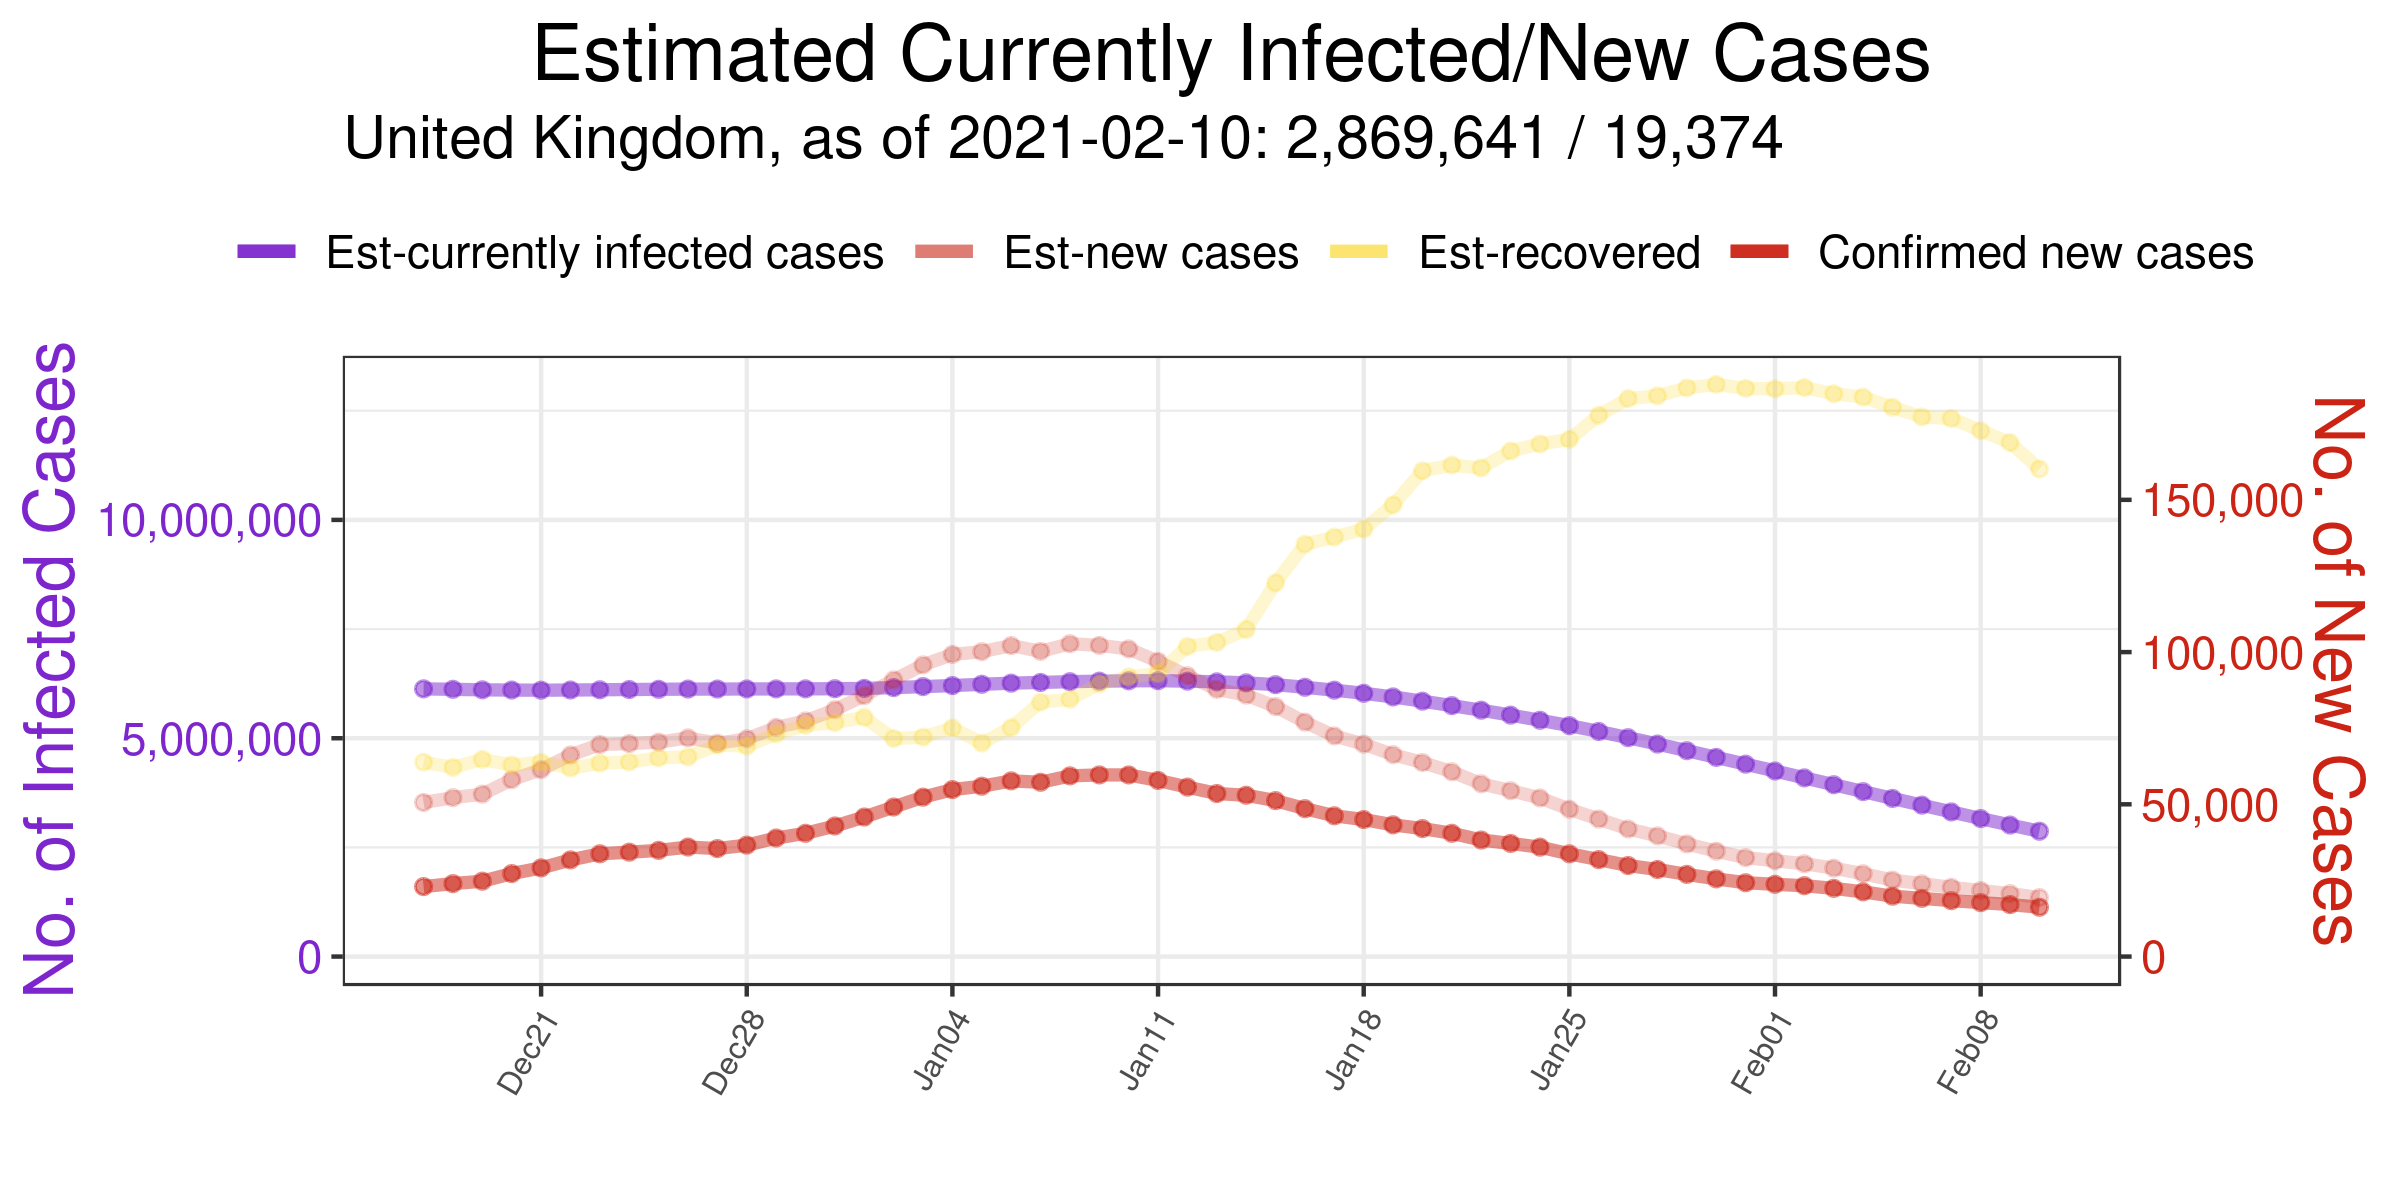 Estimated Currently Infected/New Cases
United Kingdom, as of 2021-02-10: 2,869,641 / 19,374
Est-currently infected cases Est-new cases Est-recovered Confirmed new cases
No. of Infected Cases
10,000,000
5,000,000
0
150,000
100,000
50,000
0
No. of New Cases
Dec21 Dec28 Jan04 Jan11 Jan18 Jan25 Feb01 Feb08